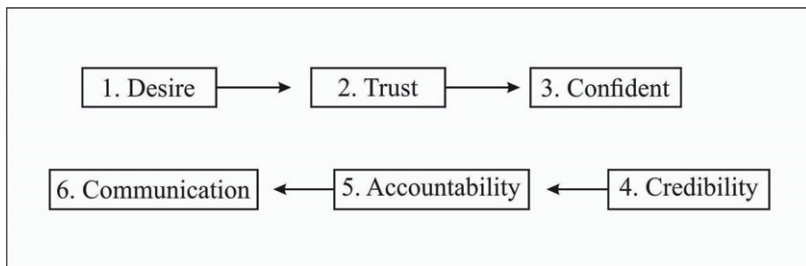 1. Desire
2. Trust
3. Confident
4. Credibility
5. Accountability
6. Communication